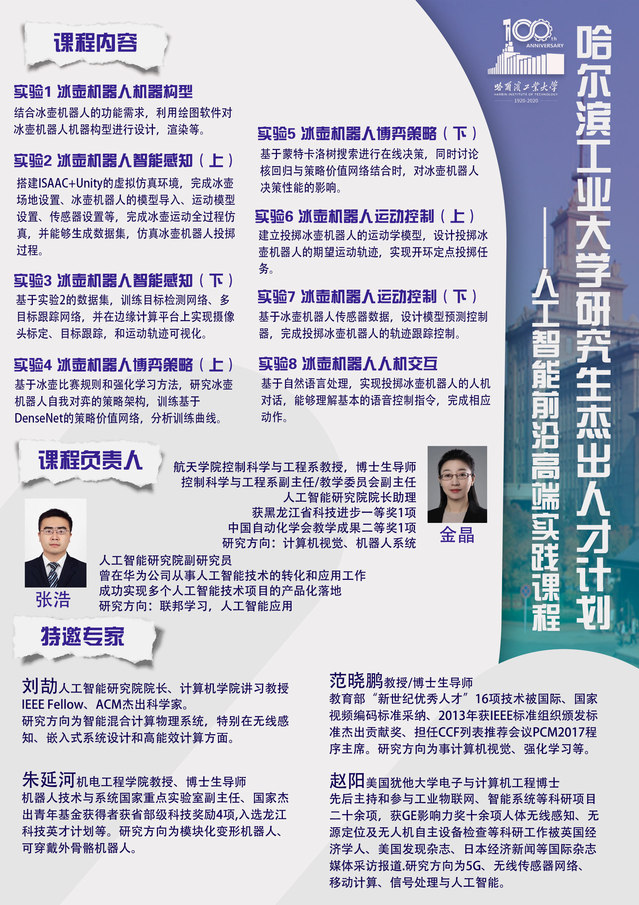 课程内容
实验1 冰壶机器人机器构型
结合冰壶机器人的功能需求，利用绘图软件对
冰壶机器人机器构型进行设计，渲染等。
实验2 冰壶机器人智能感知（上）
搭建ISAAC+Unity的虚拟仿真环境，完成冰壶
场地设置、冰壶机器人的模型导入、运动模型
设置、传感器设置等，完成冰壶运动全过程仿
真，并能够生成数据集，仿真冰壶机器人投掷
过程。
实验3 冰壶机器人智能感知（下）
基于实验2的数据集，训练目标检测网络、多
目标跟踪网络，并在边缘计算平台上实现摄像
头标定、目标跟踪，和运动轨迹可视化。
实验4 冰壶机器人博弈策略（上）
基于冰壶比赛规则和强化学习方法，研究冰壶
机器人自我对弈的策略架构，训练基于
DenseNet的策略价值网络，分析训练曲线。
实验5 冰壶机器人博弈策略（下）
基于蒙特卡洛树搜索进行在线决策，同时讨论
核回归与策略价值网络结合时，对冰壶机器人
决策性能的影响。
实验6 冰壶机器人运动控制（上）
建立投掷冰壶机器人的运动学模型，设计投掷冰
壶机器人的期望运动轨迹，实现开环定点投掷任
务。
实验7 冰壶机器人运动控制（下）
基于冰壶机器人传感器数据，设计模型预测控制
器，完成投掷冰壶机器人的轨迹跟踪控制。
实验8 冰壶机器人人机交互
基于自然语言处理，实现投掷冰壶机器人的人机
对话，能够理解基本的语音控制指令，完成相应
动作。
100th
ANNIVERSARY
哈尔滨工业大学
HARBIN INSTITUTE OF TECHNOLOGY
1920-2020
哈尔滨工业大学研究生杰出人才计划
——人工智能前沿高端实践课程
课程负责人
航天学院控制科学与工程系教授，博士生导师
控制科学与工程系副主任/教学委员会副主任
人工智能研究院院长助理
获黑龙江省科技进步一等奖1项
中国自动化学会教学成果二等奖1项
研究方向：计算机视觉、机器人系统
金晶
人工智能研究院副研究员
曾在华为公司从事人工智能技术的转化和应用工作
成功实现多个人工智能技术项目的产品化落地
研究方向：联邦学习，人工智能应用
张浩
特邀专家
刘劼人工智能研究院院长、计算机学院讲习教授
IEEE Fellow、ACM杰出科学家。
研究方向为智能混合计算物理系统，特别在无线感
知、嵌入式系统设计和高能效计算方面。
朱延河机电工程学院教授、博士生导师
机器人技术与系统国家重点实验室副主任、国家杰
出青年基金获得者获省部级科技奖励4项,入选龙江
科技英才计划等。研究方向为模块化变形机器人、
可穿戴外骨骼机器人。
范晓鹏教授/博士生导师
教育部“新世纪优秀人才”16项技术被国际、国家
视频编码标准采纳、2013年获IEEE标准组织颁发标
准杰出贡献奖、担任CCF列表推荐会议PCM2017程
序主席。研究方向为事计算机视觉、强化学习等。
赵阳美国犹他大学电子与计算机工程博士
先后主持和参与工业物联网、智能系统等科研项目
二十余项，获GE影响力奖十余项人体无线感知、无
源定位及无人机自主设备检查等科研工作被英国经
济学人、美国发现杂志、日本经济新闻等国际杂志
媒体采访报道.研究方向为5G、无线传感器网络、
移动计算、信号处理与人工智能。